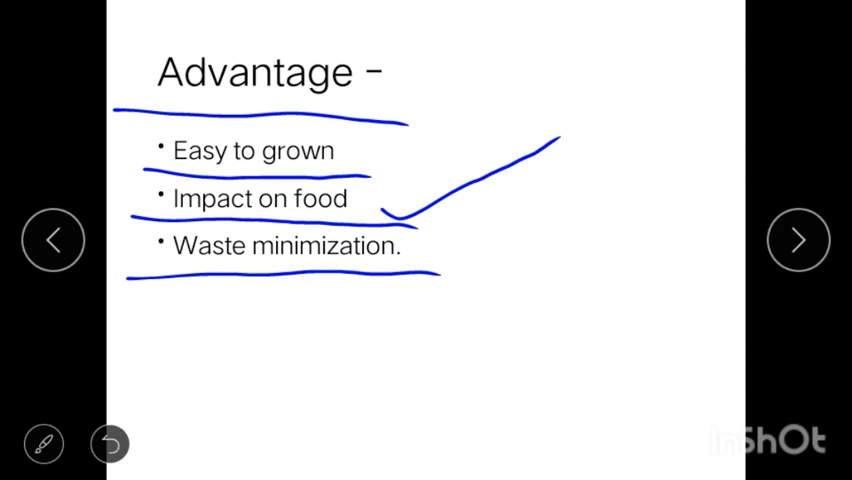 Advantage -
• Easy to grown
• Impact on food
• Waste minimization.
InShOt